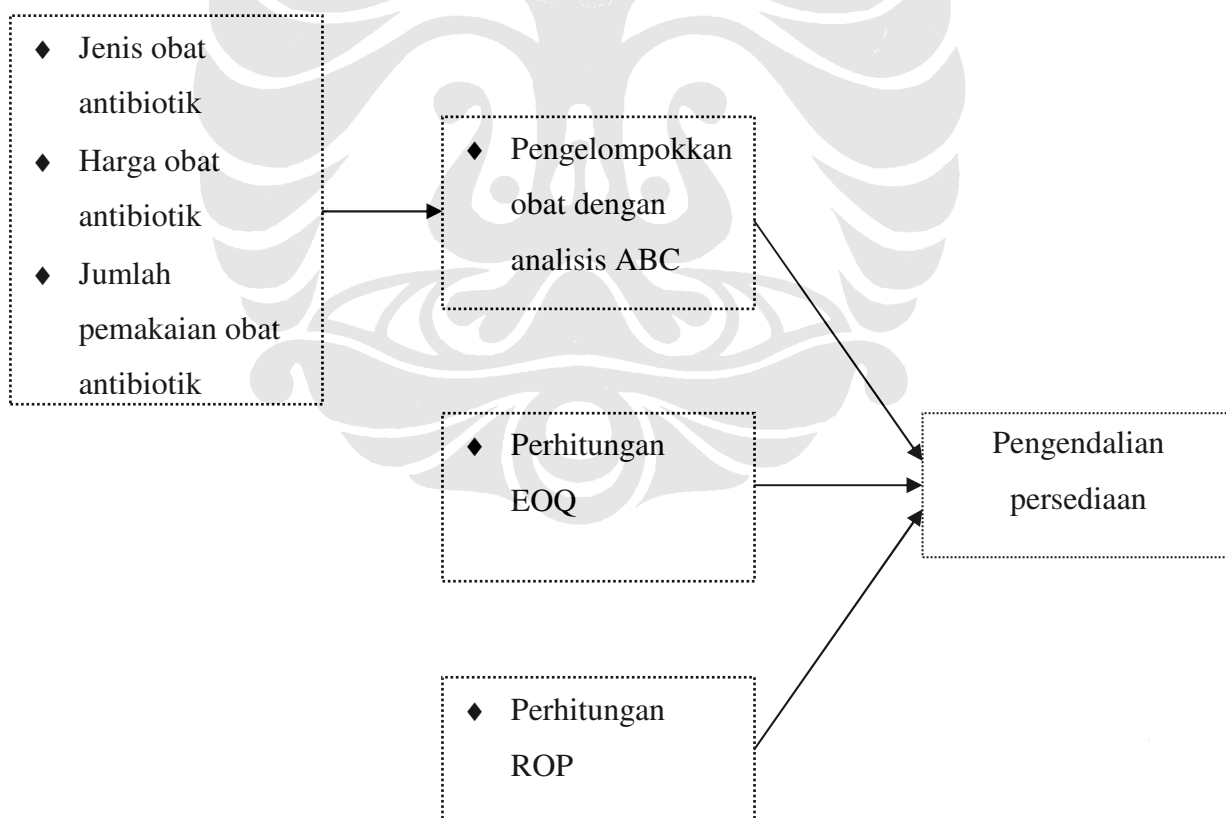 ♦ Jenis obat
antibiotik
♦ Harga obat
antibiotik
♦ Jumlah
pemakaian obat
antibiotik
♦ Pengelompokkan
obat dengan
analisis ABC
♦ Perhitungan
EOQ
♦ Perhitungan
ROP
Pengendalian
persediaan